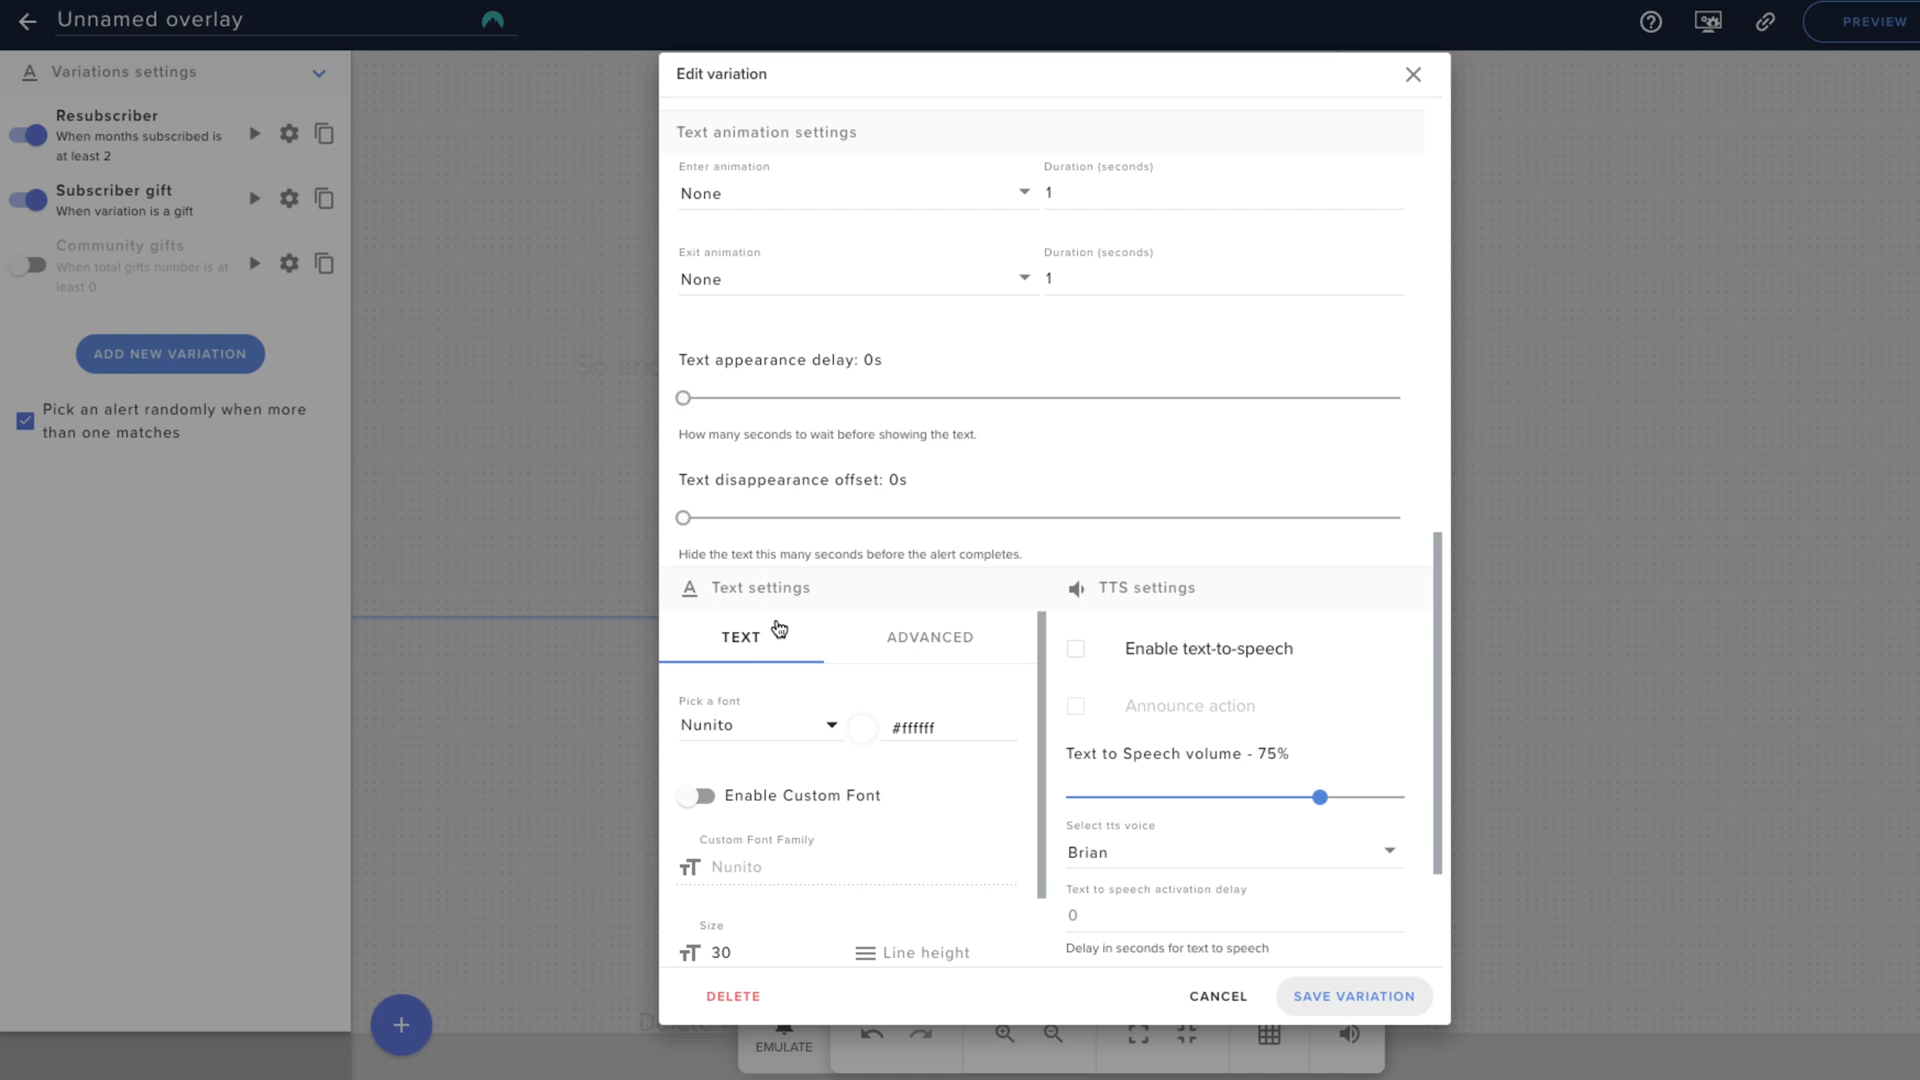 Unnamed overlay
PREVIEW
Variations settings
Resubscriber
When months subscribed is
at least 2
Subscriber gift
When variation is a gift
Community gifts
When total gifts number is at
least 0
ADD NEW VARIATION
Pick an alert randomly when more
than one matches
Edit variation
Text animation settings
Enter animation
Duration (seconds)
None
1
Exit animation
Duration (seconds)
None
1
Text appearance delay: 0s
How many seconds to wait before showing the text.
Text disappearance offset: 0s
Hide the text this many seconds before the alert completes.
Text settings
TEXT
ADVANCED
Pick a font
Nunito
#ffffff
Enable Custom Font
Custom Font Family
Nunito
Size
30
Line height
TTS settings
Enable text-to-speech
Announce action
Text to Speech volume - 75%
Select tts voice
Brian
Text to speech activation delay
0
Delay in seconds for text to speech
DELETE
CANCEL
SAVE VARIATION
EMULATE